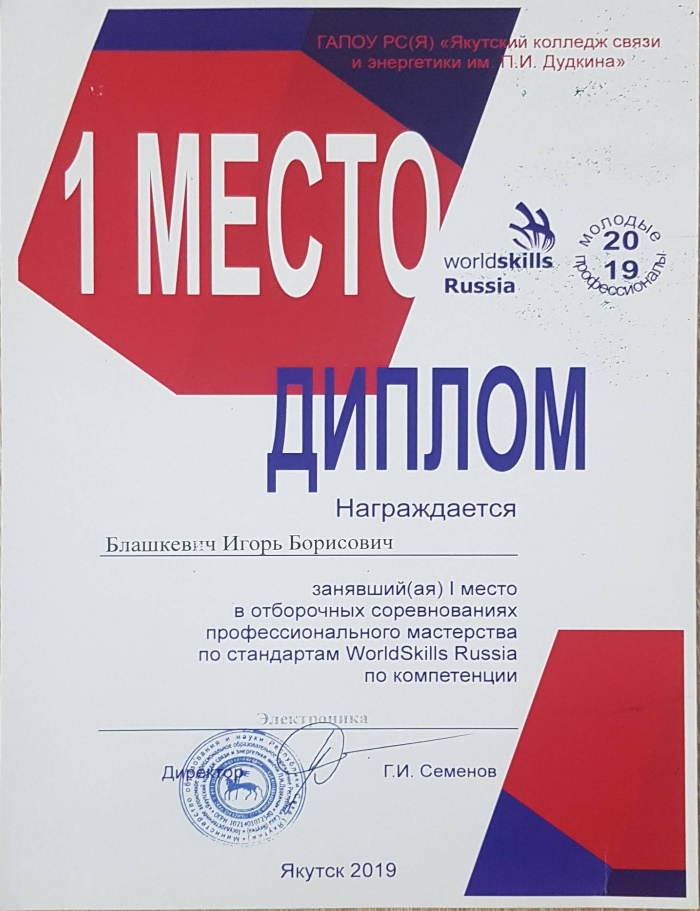 ГАПОУ РС(Я) «Якутский колледж связи
и энергетики им. П.И. Дудкина»
1 МЕСТО
worldskills
Russia
МОЛОДЫЕ
20
19
профессионалы
ДИПЛОМ
Награждается
Блашкевич Игорь Борисович
занявший(ая) I место
в отборочных соревнованиях
профессионального мастерства
по стандартам WorldSkills Russia
по компетенции
Электроника
Директор
Г.И. Семенов
Якутск 2019